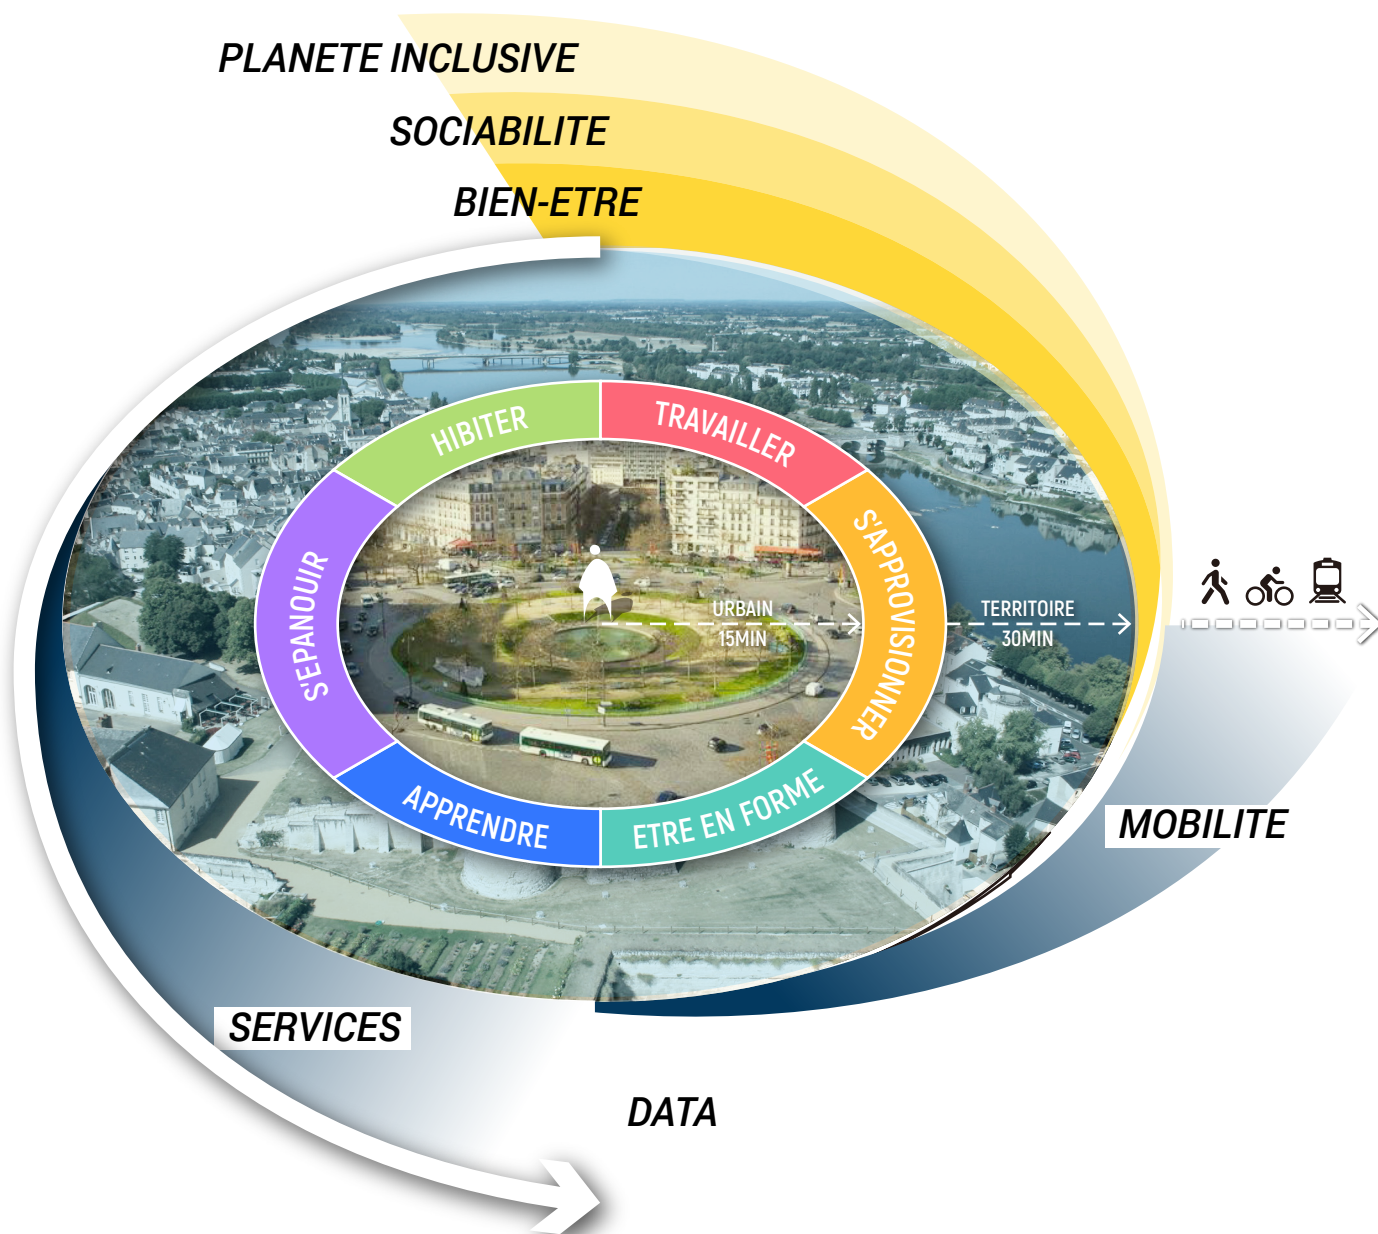 PLANETE INCLUSIVE
SOCIABILITE
BIEN-ETRE
HIBITER
TRAVAILLER
S'EPANOUIR
S'APPROVISIONNER
URBAIN
15MIN
TERRITOIRE
30MIN
APPRENDRE
ETRE EN FORME
MOBILITE
SERVICES
DATA